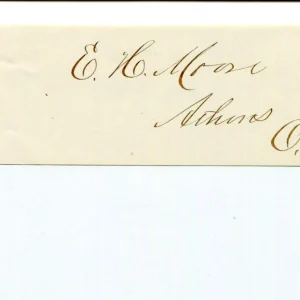 E. H. Moore
Athens
O.